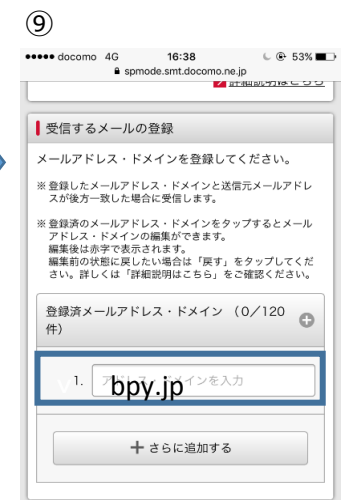 ⑨
docomo 4G 16:38 53%
spmode.smt.docomo.ne.jp
詳細説明はこちら
受信するメールの登録
メールアドレス・ドメインを登録してください。
※ 登録したメールアドレス・ドメインと送信元メールアドレ
スが後方一致した場合に受信します。
※ 登録済のメールアドレス・ドメインをタップするとメール
アドレス・ドメインの編集ができます。
編集後は赤字で表示されます。
編集前の状態に戻したい場合は「戻す」をタップしてくだ
さい。詳しくは「詳細説明はこちら」をご確認ください。
登録済メールアドレス・ドメイン （0／120
件）
1. bpy.jp
インを入力
＋さらに追加する